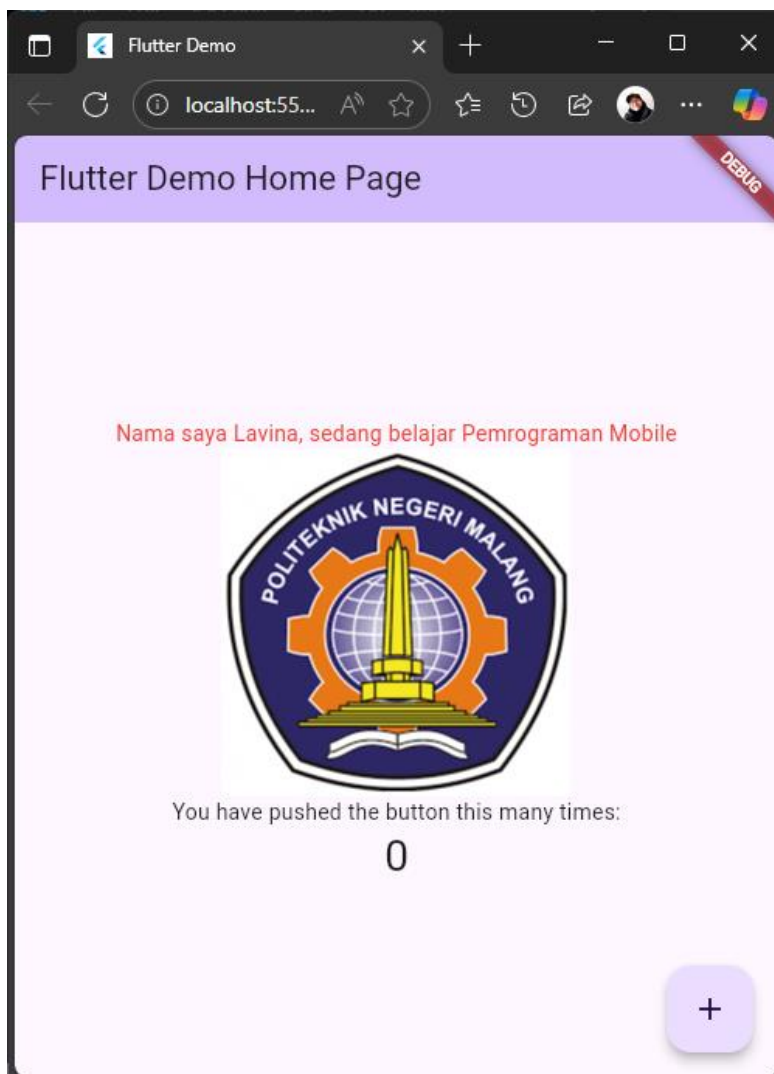 Flutter Demo
localhost:55...
Flutter Demo Home Page
DEBUG
Nama saya Lavina, sedang belajar Pemrograman Mobile
POLITEKNIK NEGERI MALANG
You have pushed the button this many times:
0